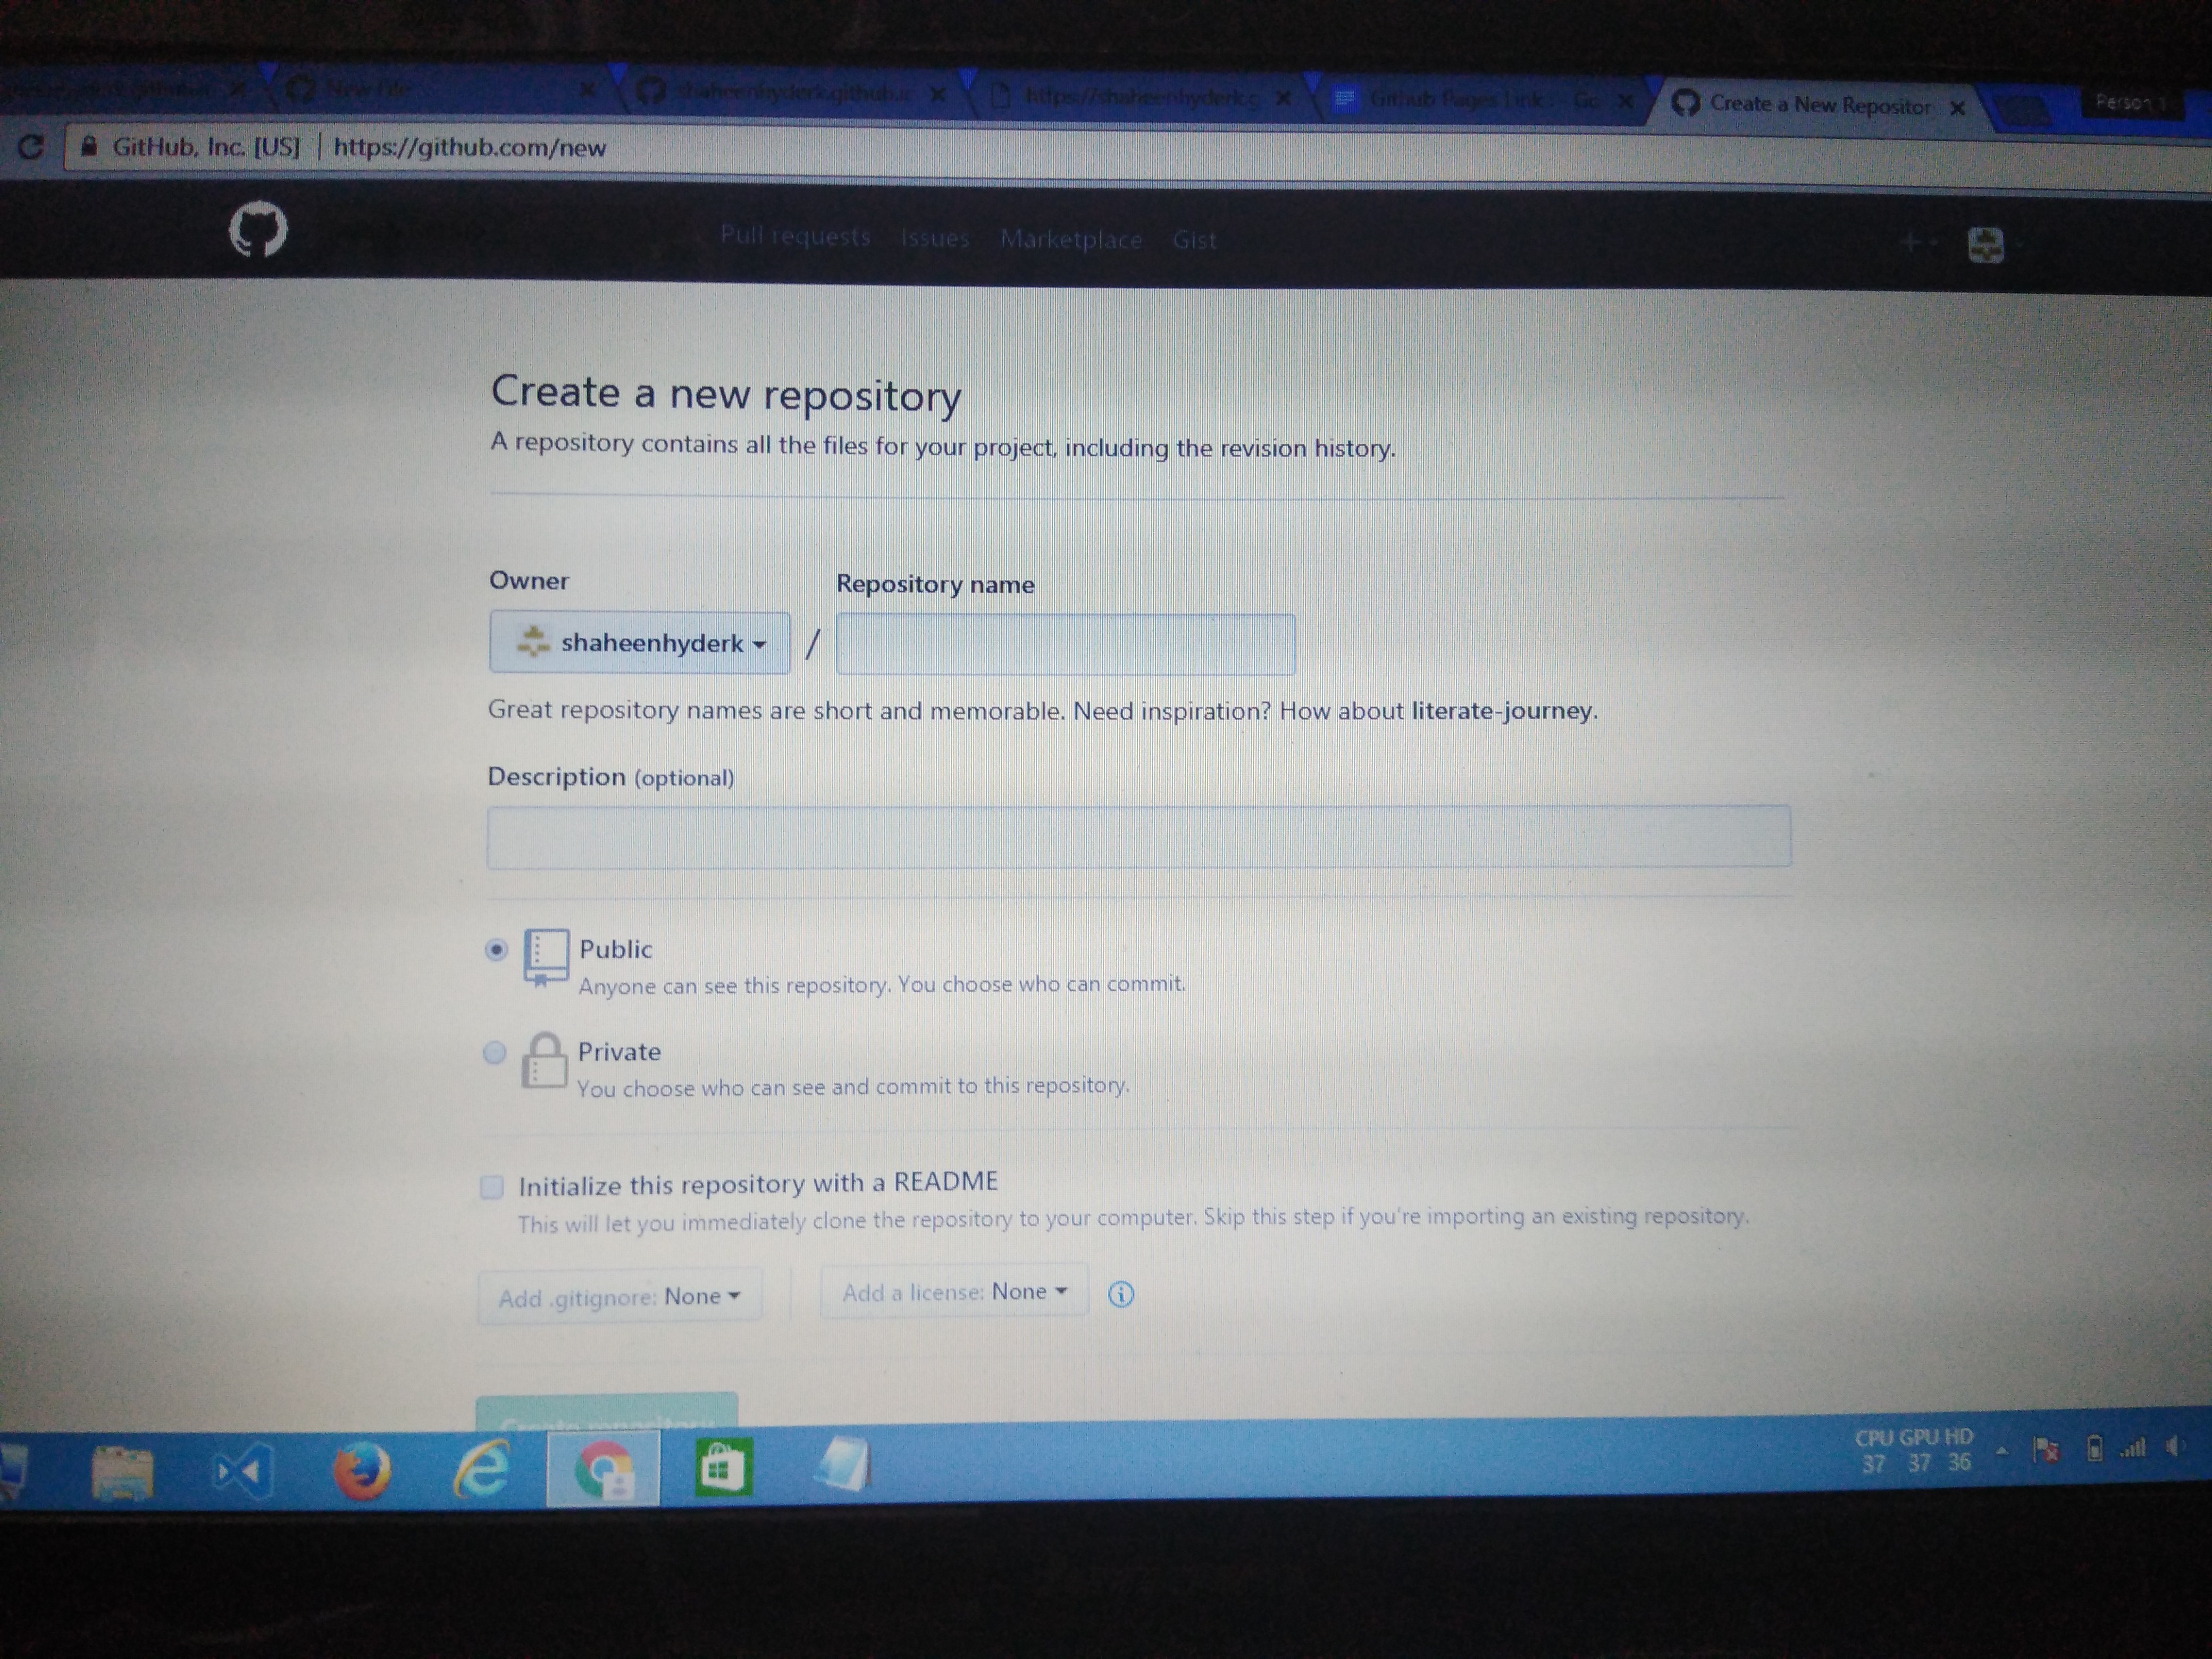 New file
shaheenhyderk.github.i
https://shaheenhyderk.g
Github Pages Link - Go
Create a New Repositor
Person 1
GitHub, Inc. [US] | https://github.com/new
Pull requests Issues Marketplace Gist
Create a new repository
A repository contains all the files for your project, including the revision history.
Owner
Repository name
shaheenhyderk /
Great repository names are short and memorable. Need inspiration? How about literate-journey.
Description (optional)
Public
Anyone can see this repository. You choose who can commit.
Private
You choose who can see and commit to this repository.
Initialize this repository with a README
This will let you immediately clone the repository to your computer. Skip this step if you're importing an existing repository.
Add .gitignore: None
Add a license: None
Create repository
CPU GPU HD
37 37 36